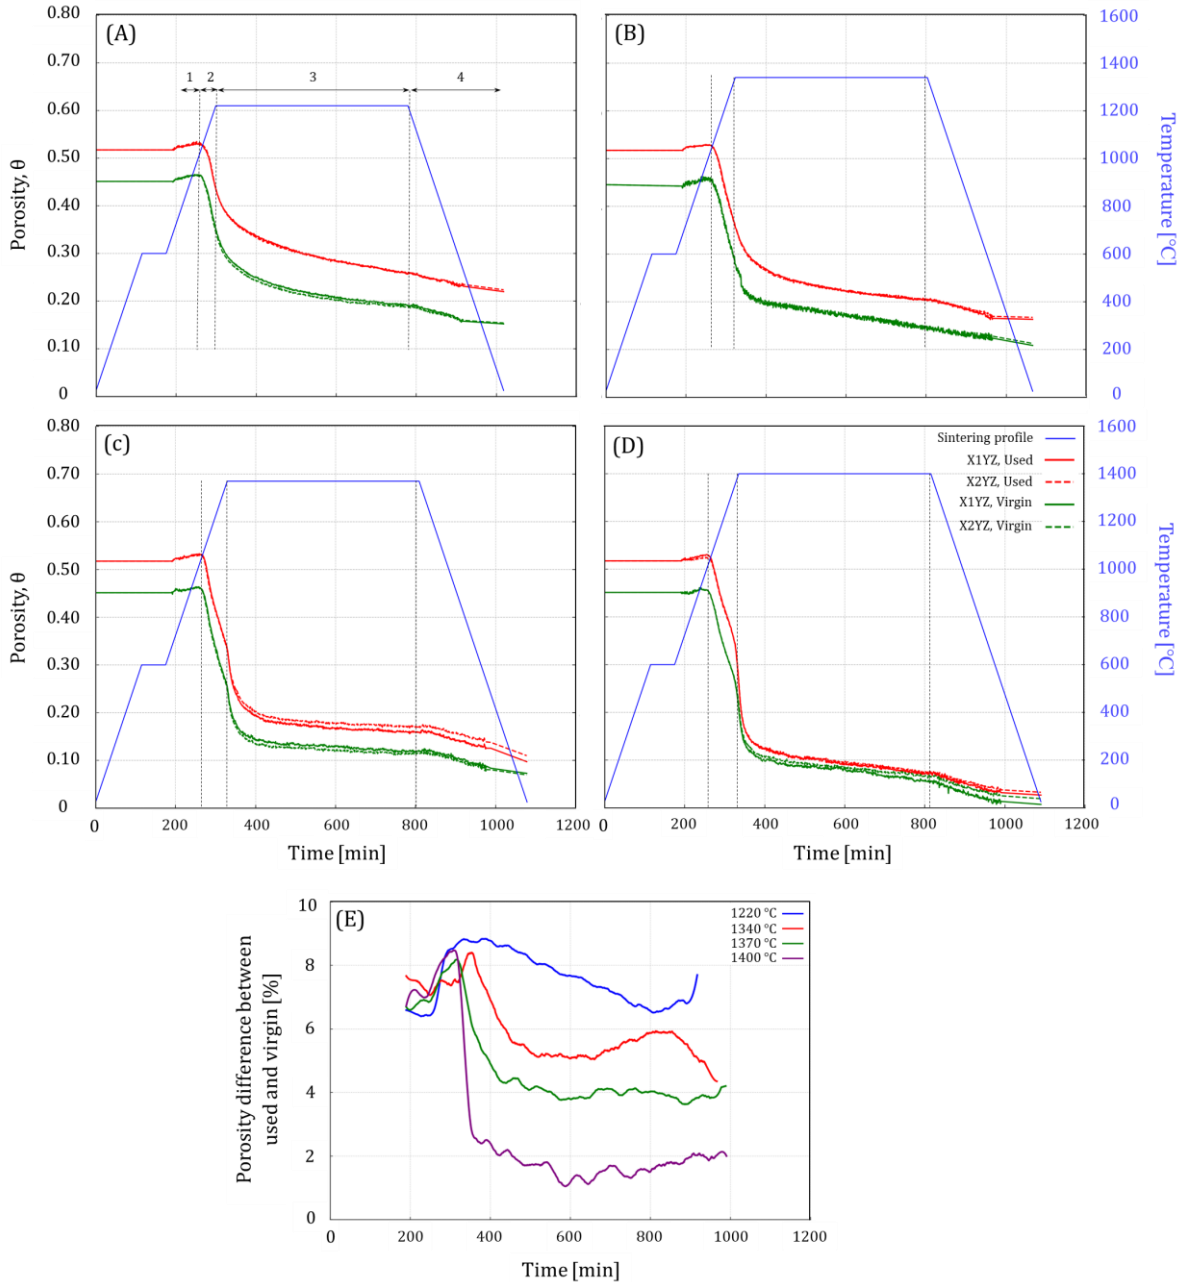 (A)
0.80
0.70
0.60
0.50
0.40
0.30
0.20
0.10
0
Porosity, θ
1 2 3 4
(B)
1600
1400
1200
1000
800
600
400
200
0
Temperature [°C]
(c)
0.80
0.70
0.60
0.50
0.40
0.30
0.20
0.10
0
Porosity, θ
0 200 400 600 800 1000 1200
Time [min]
(D)
Sintering profile
X1YZ, Used
X2YZ, Used
X1YZ, Virgin
X2YZ, Virgin
1600
1400
1200
1000
800
600
400
200
0
Temperature [°C]
0 200 400 600 800 1000 1200
Time [min]
(E)
10
8
6
4
2
0
Porosity difference between
used and virgin [%]
1220 °C
1340 °C
1370 °C
1400 °C
0 200 400 600 800 1000 1200
Time [min]